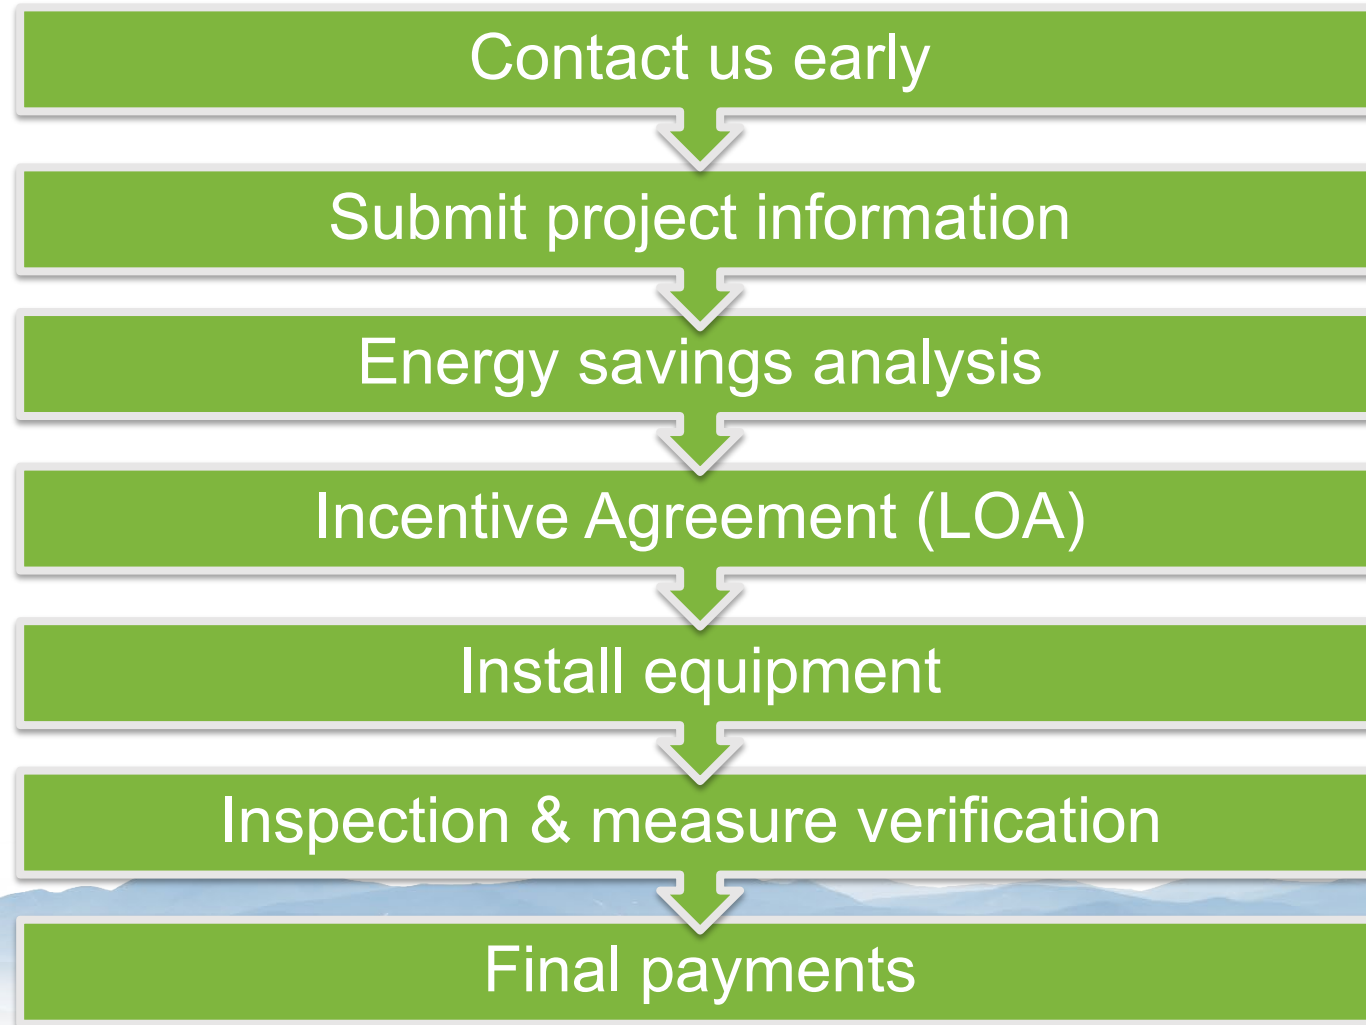 Contact us early
Submit project information
Energy savings analysis
Incentive Agreement (LOA)
Install equipment
Inspection & measure verification
Final payments